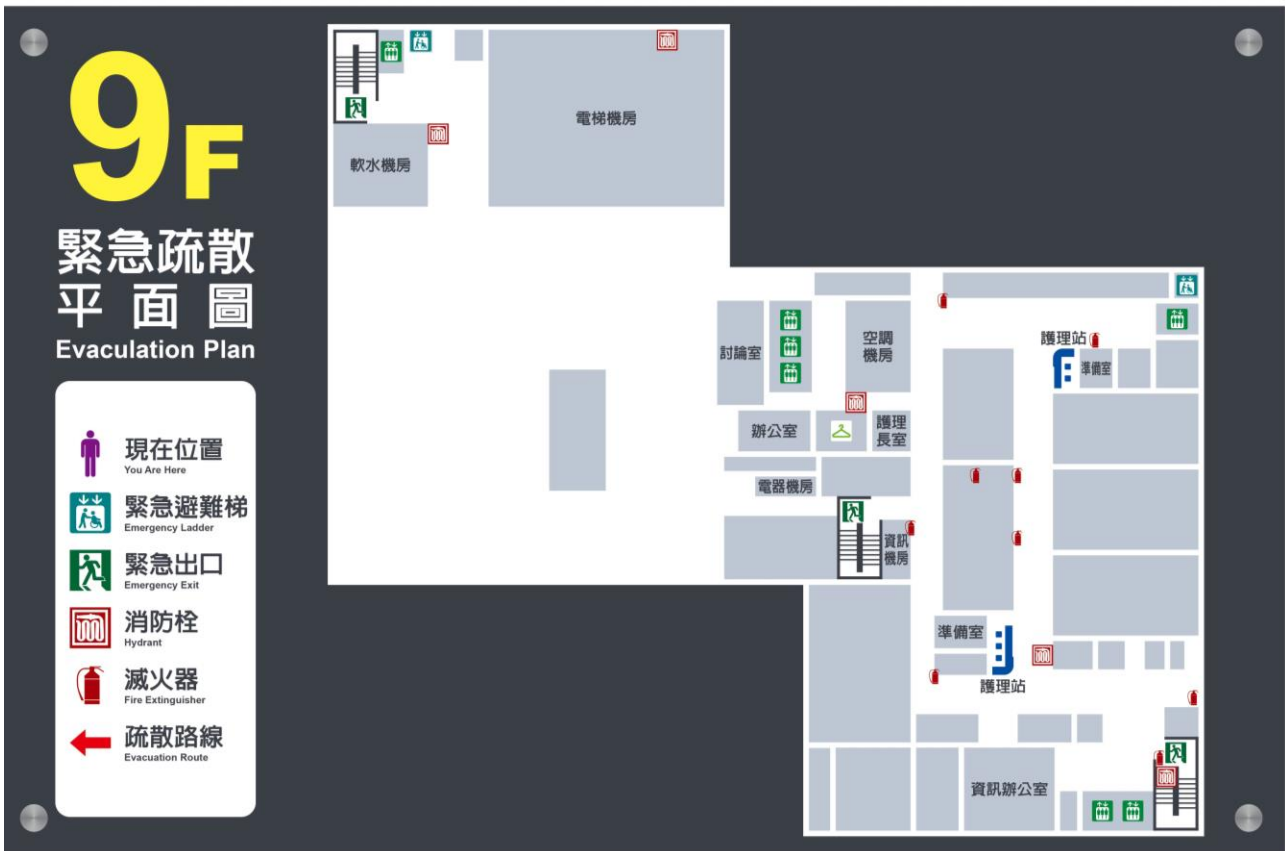 9F
緊急疏散
平面圖
Evaculation Plan
現在位置
You Are Here
緊急避難梯
Emergency Ladder
緊急出口
Emergency Exit
消防栓
Hydrant
滅火器
Fire Extinguisher
疏散路線
Evacuation Route
電梯機房
軟水機房
討論室
空調
機房
護理站
準備室
辦公室
護理
長室
電器機房
資訊
機房
準備室
護理站
資訊辦公室